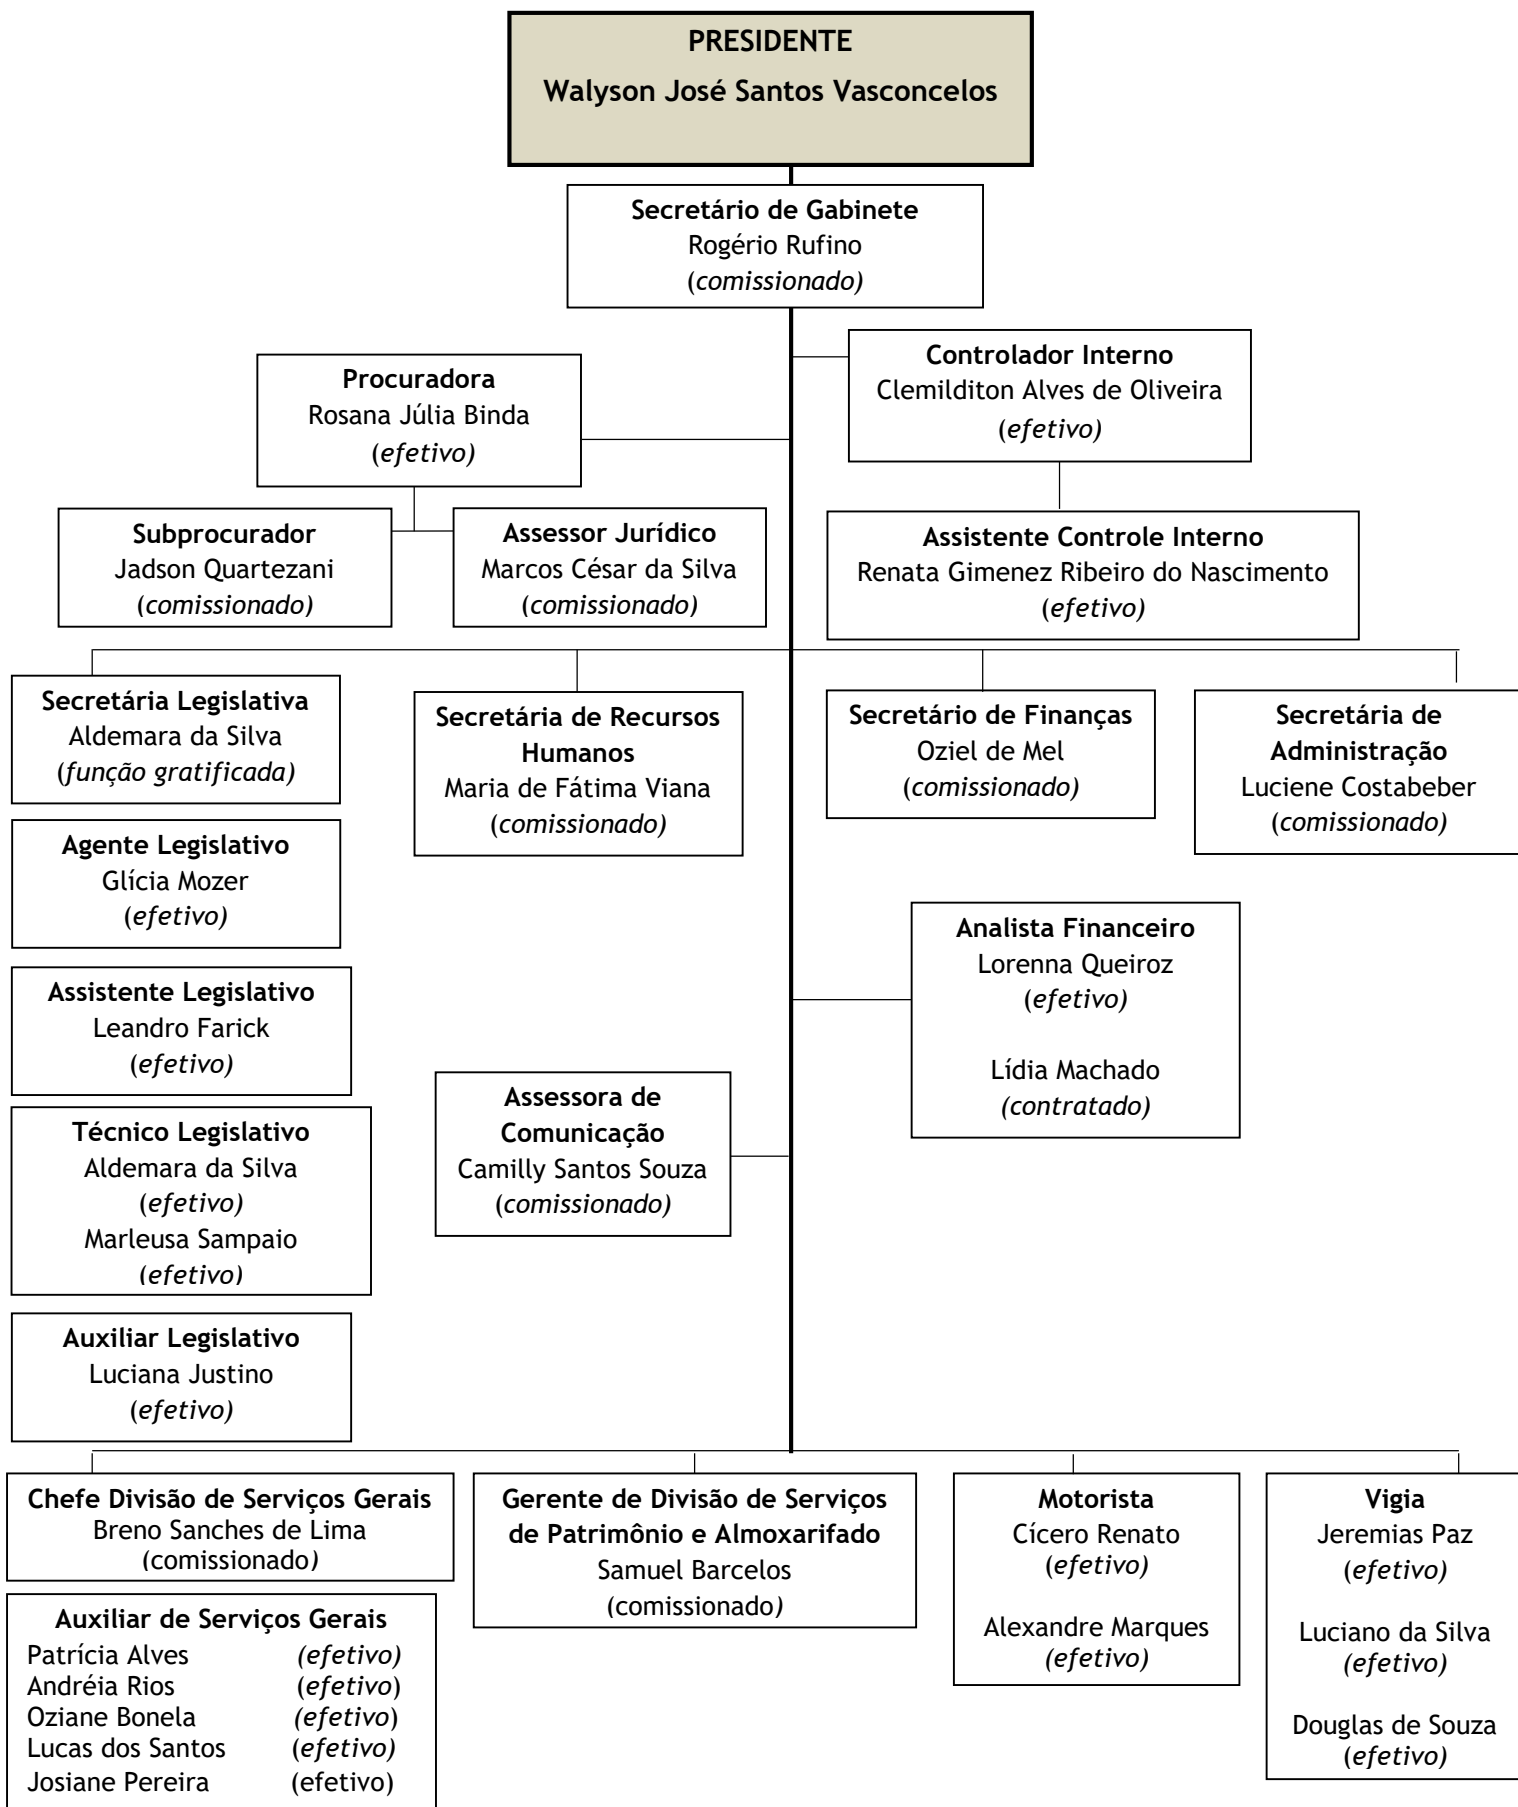 PRESIDENTE
Walyson José Santos Vasconcelos
Secretário de Gabinete
Rogério Rufino
(comissionado)
Controlador Interno
Clemilditon Alves de Oliveira
(efetivo)
Procuradora
Rosana Júlia Binda
(efetivo)
Subprocurador
Jadson Quartezani
(comissionado)
Assessor Jurídico
Marcos César da Silva
(comissionado)
Assistente Controle Interno
Renata Gimenez Ribeiro do Nascimento
(efetivo)
Secretária Legislativa
Aldemara da Silva
(função gratificada)
Secretária de Recursos
Humanos
Maria de Fátima Viana
(comissionado)
Secretário de Finanças
Oziel de Mel
(comissionado)
Secretária de
Administração
Luciene Costabeber
(comissionado)
Agente Legislativo
Glícia Mozer
(efetivo)
Analista Financeiro
Lorenna Queiroz
(efetivo)
Lídia Machado
(contratado)
Assistente Legislativo
Leandro Farick
(efetivo)
Assessora de
Comunicação
Camilly Santos Souza
(comissionado)
Técnico Legislativo
Aldemara da Silva
(efetivo)
Marleusa Sampaio
(efetivo)
Auxiliar Legislativo
Luciana Justino
(efetivo)
Chefe Divisão de Serviços Gerais
Breno Sanches de Lima
(comissionado)
Gerente de Divisão de Serviços
de Patrimônio e Almoxarifado
Samuel Barcelos
(comissionado)
Motorista
Cícero Renato
(efetivo)
Alexandre Marques
(efetivo)
Vigia
Jeremias Paz
(efetivo)
Luciano da Silva
(efetivo)
Douglas de Souza
(efetivo)
Auxiliar de Serviços Gerais
Patrícia Alves (efetivo)
Andréia Rios (efetivo)
Oziane Bonela (efetivo)
Lucas dos Santos (efetivo)
Josiane Pereira (efetivo)